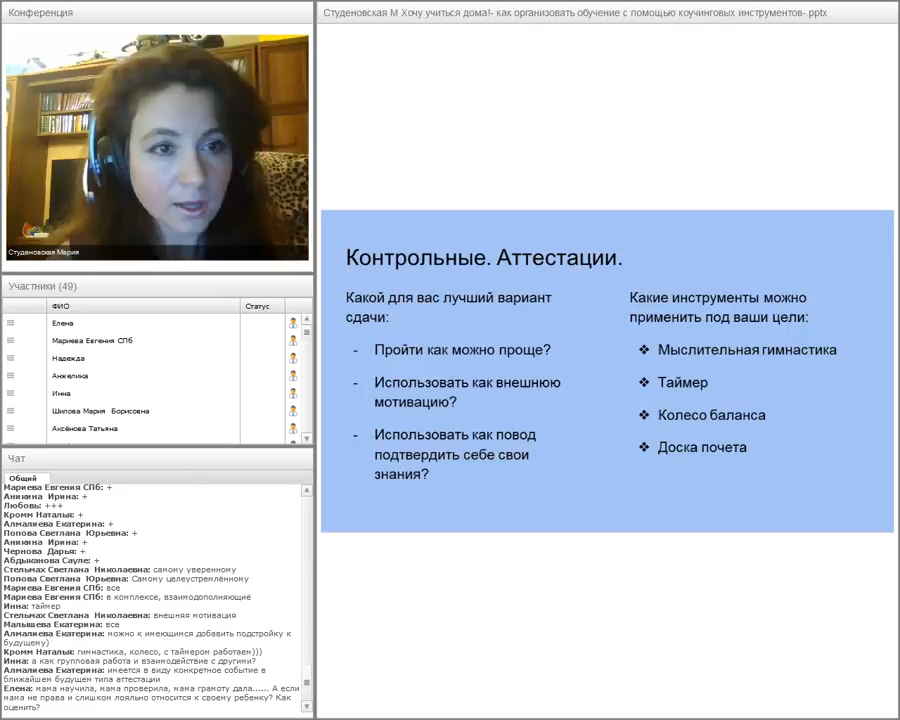 Конференция
Студеновская Мария
Участники (49)
ФИО
Статус
Елена
Мариева Евгения СПб
Надежда
Анжелика
Инна
Шилова Мария Борисовна
Аксёнова Татьяна
Чат
Общий
Мариева Евгения СПб: +
Аникина Ирина: +
Любовь: +++
Кромм Наталья: +
Алмалиева Екатерина: +
Попова Светлана Юрьевна: +
Аникина Ирина: +
Чернова Дарья: +
Абдыканова Сауле: +
Стельмах Светлана Николаевна: самому уверенному
Попова Светлана Юрьевна: Самому целеустремлённому
Мариева Евгения СПб: все
Мариева Евгения СПб: в комплексе, взаимодополняющие
Инна: таймер
Стельмах Светлана Николаевна: внешняя мотивация
Малышева Екатерина: все
Алмалиева Екатерина: можно к имеющимся добавить подстройку к
будущему)
Кромм Наталья: гимнастика, колесо, с таймером работаем)))
Инна: а как групповая работа и взаимодействие с другими?
Алмалиева Екатерина: имеется в виду конкретное событие в
ближайшем будущем типа аттестации
Елена: мама научила, мама проверила, мама грамоту дала...... А если
мама не права и слишком лояльно относится к своему ребенку? Как
оценить?
Студеновская М Хочу учиться дома!- как организовать обучение с помощью коучинговых инструментов-.pptx
Контрольные. Аттестации.
Какой для вас лучший вариант
сдачи:
- Пройти как можно проще?
- Использовать как внешнюю
мотивацию?
- Использовать как повод
подтвердить себе свои
знания?
Какие инструменты можно
применить под ваши цели:
❖ Мыслительная гимнастика
❖ Таймер
❖ Колесо баланса
❖ Доска почета